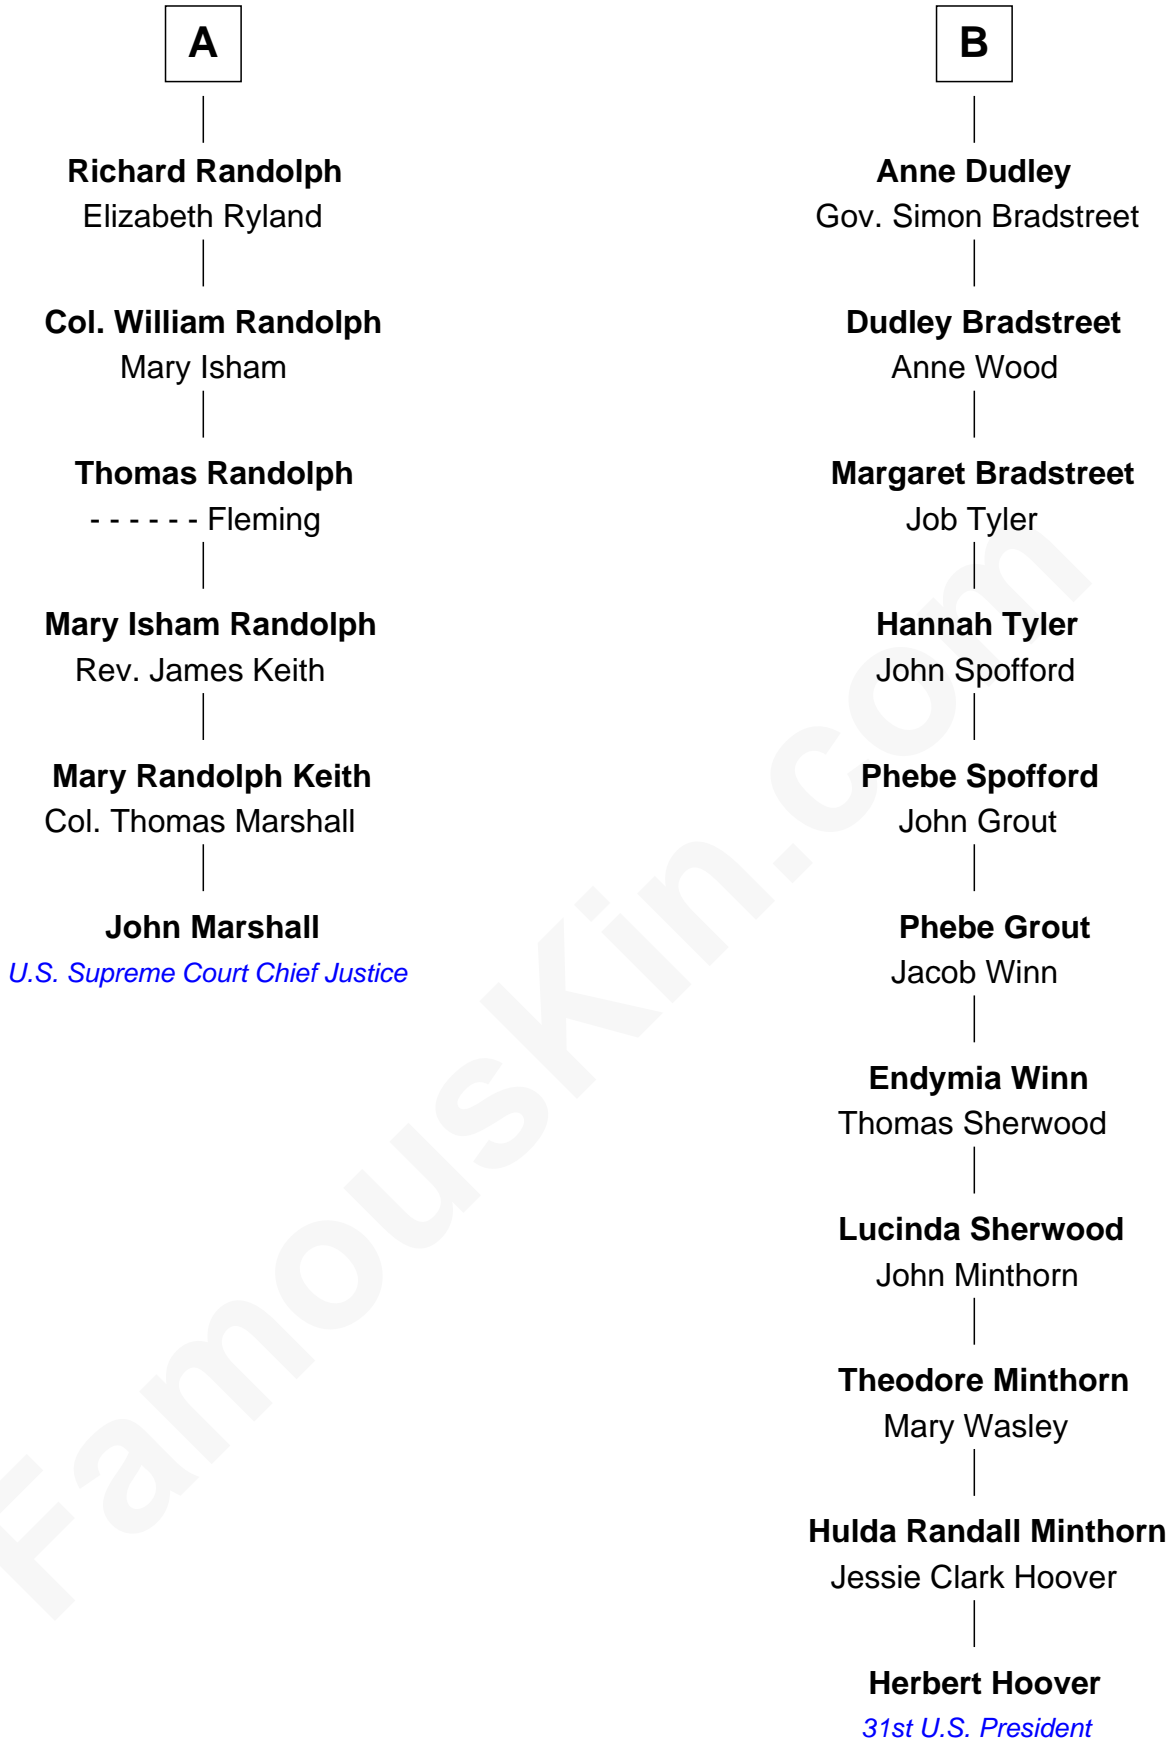 A
Richard Randolph
Elizabeth Ryland
Col. William Randolph
Mary Isham
Thomas Randolph
- - - - - - Fleming
Mary Isham Randolph
Rev. James Keith
Mary Randolph Keith
Col. Thomas Marshall
John Marshall
U.S. Supreme Court Chief Justice
B
Anne Dudley
Gov. Simon Bradstreet
Dudley Bradstreet
Anne Wood
Margaret Bradstreet
Job Tyler
Hannah Tyler
John Spofford
Phebe Spofford
John Grout
Phebe Grout
Jacob Winn
Endymia Winn
Thomas Sherwood
Lucinda Sherwood
John Minthorn
Theodore Minthorn
Mary Wasley
Hulda Randall Minthorn
Jessie Clark Hoover
Herbert Hoover
31st U.S. President
FamousKin.com